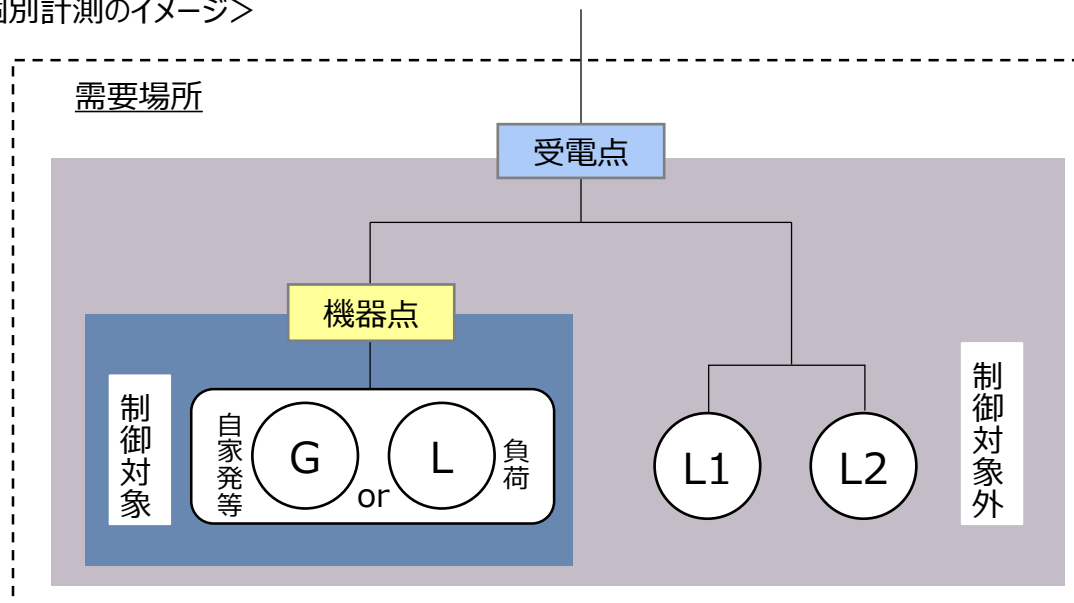 別計測のイメージ>
需要場所
受電点
機器点
制御対象
自家発等
G
or
L
負荷
L1
L2
制御対象外